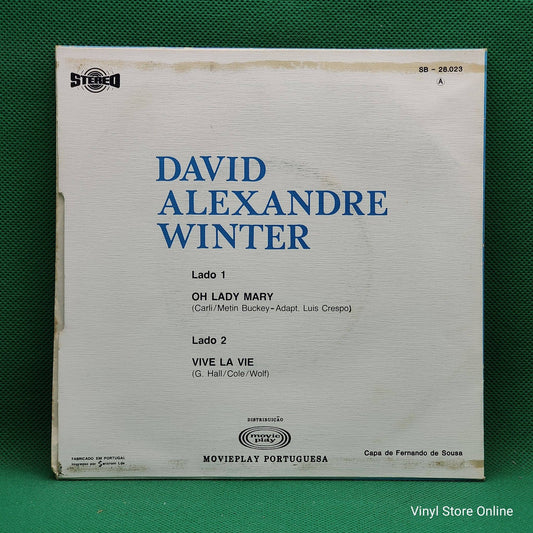 STEREO
SB - 28.023
A
DAVID
ALEXANDRE
WINTER
Lado 1
OH LADY MARY
(Carli/Metin Buckey-Adapt. Luis Crespo)
Lado 2
VIVE LA VIE
(G. Hall/Cole/Wolf)
DISTRIBUIÇÃO
movie
play
MOVIEPLAY PORTUGUESA
FABRICADO EM PORTUGAL
por
Lda
Capa de Fernando de Sousa
Vinyl Store Online